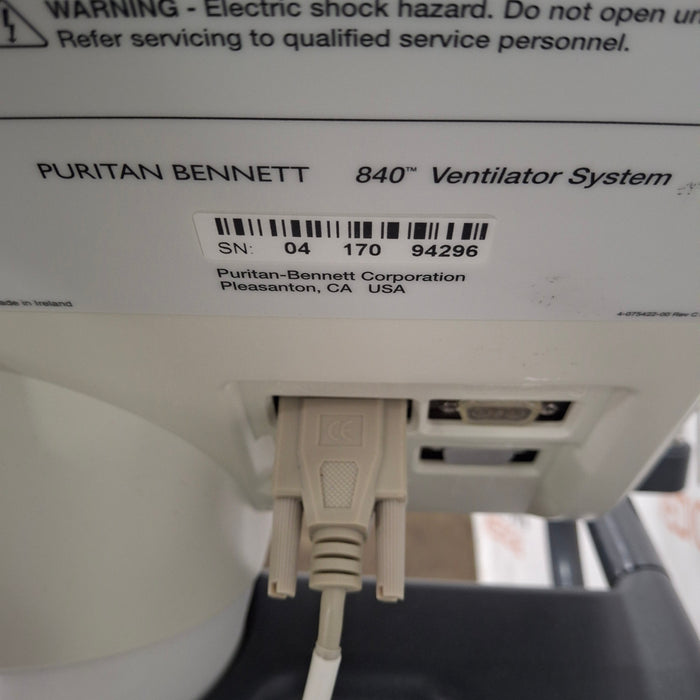 WARNING - Electric shock hazard. Do not open
Refer servicing to qualified service personnel.
PURITAN BENNETT 840™ Ventilator System
SN: 04 170 94296
Puritan-Bennett Corporation
Pleasanton, CA USA
ade in Ireland
4-075422-00 Rev C
CE